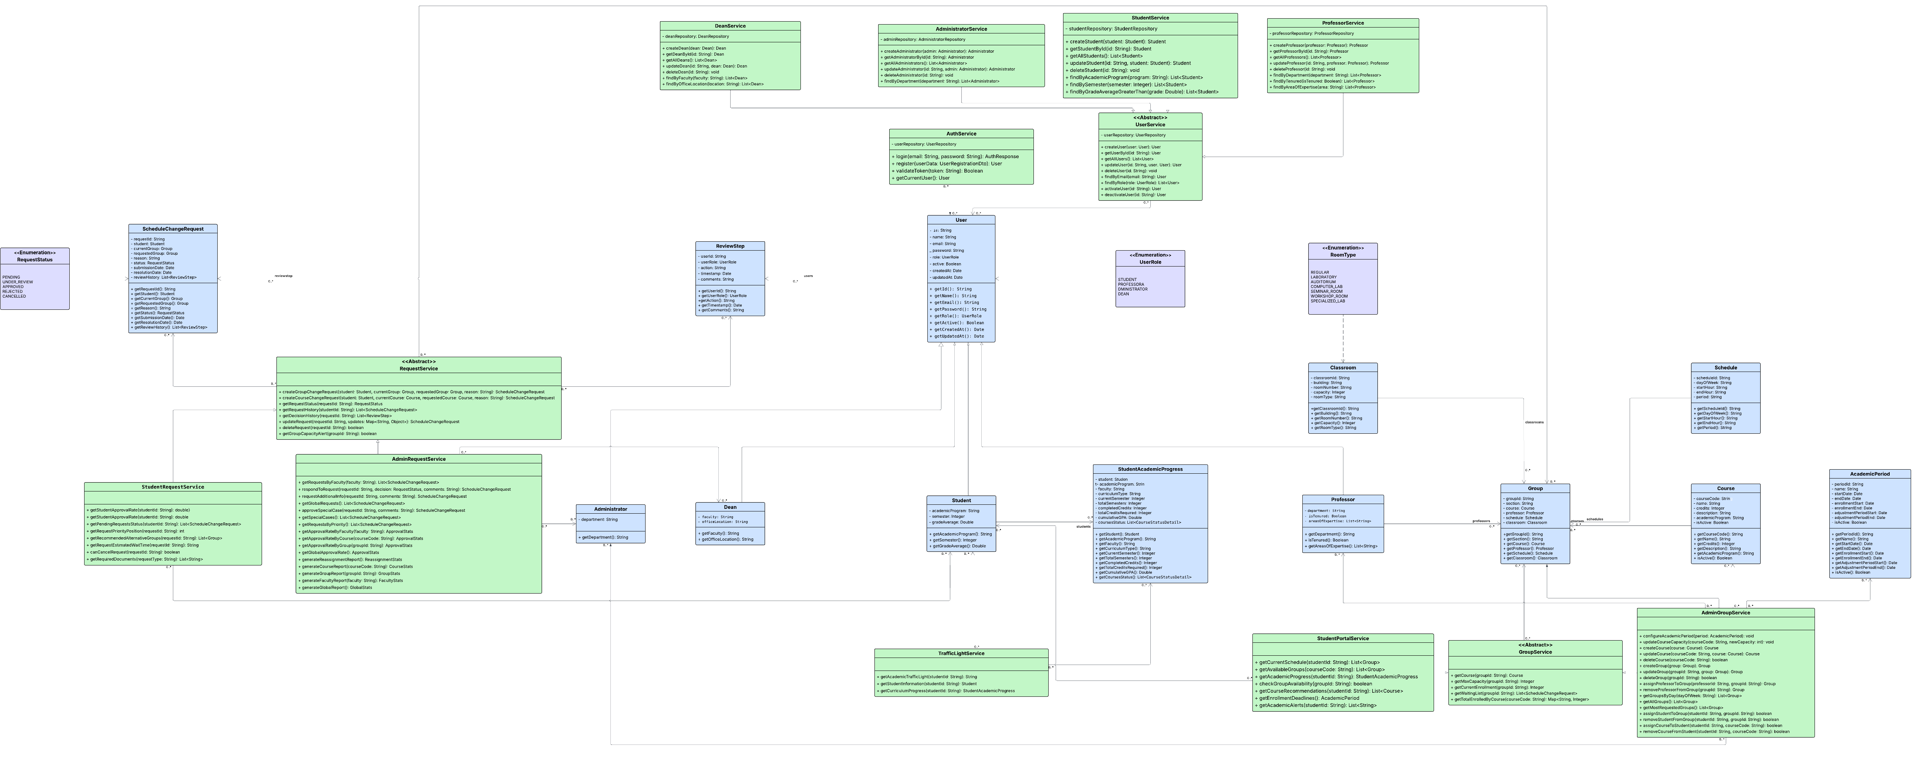 DeanService
- deanRepository: DeanRepository
+ createDean(dean: Dean): Dean
+ getDeanById(id: String): Dean
+ getAllDeans(): List<Dean>
+ updateDean(id: String, dean: Dean): Dean
+ deleteDean(id: String): void
+ findByFaculty(faculty: String): List<Dean>
+ findByOfficeLocation(location: String): List<Dean>
AdministratorService
- adminRepository: AdministratorRepository
+ createAdministrator(admin: Administrator): Administrator
+ getAdministratorById(id: String): Administrator
+ getAllAdministrators(): List<Administrator>
+ updateAdministrator(id: String, admin: Administrator): Administrator
+ deleteAdministrator(id: String): void
+ findByDepartment(department: String): List<Administrator>
StudentService
- studentRepository: StudentRepository
+ createStudent(student: Student): Student
+ getStudentById(id: String): Student
+ getAllStudents(): List<Student>
+ updateStudent(id: String, student: Student): Student
+ deleteStudent(id: String): void
+ findByAcademicProgram(program: String): List<Student>
+ findBySemester(semester: Integer): List<Student>
+ findByGradeAverageGreaterThan(grade: Double): List<Student>
ProfessorService
- professorRepository: ProfessorRepository
+ createProfessor(professor: Professor): Professor
+ getProfessorById(id: String): Professor
+ getAllProfessors(): List<Professor>
+ updateProfessor(id: String, professor: Professor): Professor
+ deleteProfessor(id: String): void
+ findByDepartment(department: String): List<Professor>
+ findByTenured(isTenured: Boolean): List<Professor>
+ findByAreaOfExpertise(area: String): List<Professor>
<<Abstract>>
UserService
- userRepository: UserRepository
+ createUser(user: User): User
+ getUserById(id: String): User
+ getAllUsers(): List<User>
+ updateUser(id: String, user: User): User
+ deleteUser(id: String): void
+ findByEmail(email: String): User
+ findByRole(role: UserRole): List<User>
+ activateUser(id: String): User
+ deactivateUser(id: String): User
0..*
AuthService
- userRepository: UserRepository
+ login(email: String, password: String): AuthResponse
+ register(userData: UserRegistrationDto): User
+ validateToken(token: String): Boolean
+ getCurrentUser(): User
0..*
0..*
0..*
User
- id: String
- name: String
- email: String
- password: String
- role: UserRole
- active: Boolean
- createdAt: Date
- updatedAt: Date
+ getId(): String
+ getName(): String
+ getEmail(): String
+ getPassword(): String
+ getRole(): UserRole
+ getActive(): Boolean
+ getCreatedAt(): Date
+ getUpdatedAt(): Date
<<Enumeration>>
RequestStatus
PENDING
UNDER_REVIEW
APPROVED
REJECTED
CANCELLED
ScheduleChangeRequest
- requestId: String
- student: Student
- currentGroup: Group
- requestedGroup: Group
- reason: String
- status: RequestStatus
- submissionDate: Date
- resolutionDate: Date
- reviewHistory: List<ReviewStep>
+ getRequestId(): String
+ getStudent(): Student
+ getCurrentGroup(): Group
+ getRequestedGroup(): Group
+ getReason(): String
+ getStatus(): RequestStatus
+ getSubmissionDate(): Date
+ getResolutionDate(): Date
+ getReviewHistory(): List<ReviewStep>
0..*
0..*
ReviewStep
- userId: String
- userRole: UserRole
- action: String
- timestamp: Date
- comments: String
+ getUserId(): String
+ getUserRole(): UserRole
+ getAction(): String
+ getTimestamp(): Date
+ getComments(): String
0..*
0..*
<<Enumeration>>
UserRole
STUDENT
PROFESSORA
DMINISTRATOR
DEAN
<<Enumeration>>
RoomType
REGULAR
LABORATORY
AUDITORIUM
COMPUTER_LAB
SEMINAR_ROOM
WORKSHOP_ROOM
SPECIALIZED_LAB
<<Abstract>>
RequestService
+ createGroupChangeRequest(student: Student, currentGroup: Group, requestedGroup: Group, reason: String): ScheduleChangeRequest
+ createCourseChangeRequest(student: Student, currentCourse: Course, requestedCourse: Course, reason: String): ScheduleChangeRequest
+ getRequestStatus(requestId: String): RequestStatus
+ getRequestHistory(studentId: String): List<ScheduleChangeRequest>
+ getDecisionHistory(requestId: String): List<ReviewStep>
+ updateRequest(requestId: String, updates: Map<String, Object>): ScheduleChangeRequest
+ deleteRequest(requestId: String): boolean
+ getGroupCapacityAlert(groupId: String): boolean
Classroom
- classroomId: String
- building: String
- roomNumber: String
- capacity: Integer
- roomType: String
+getClassroomId(): String
+ getBuilding(): String
+ getRoomNumber(): String
+ getCapacity(): Integer
+ getRoomType(): String
classrooms
Schedule
- scheduleId: String
- dayOfWeek: String
- startHour: String
- endHour: String
- period: String
+ getScheduleId(): String
+ getDayOfWeek(): String
+ getStartHour(): String
+ getEndHour(): String
+ getPeriod(): String
StudentRequestService
+ getStudentApprovalRate(studentId: String): double)
+ getStudentApprovalRate(studentId: String): double
+ getPendingRequestsStatus(studentId: String): List<ScheduleChangeRequest>
+ getRequestPriorityPosition(requestId: String): int
+ getRecommendedAlternativeGroups(requestId: String): List<Group>
+ getRequestEstimatedWaitTime(requestId: String): String
+ canCancelRequest(requestId: String): boolean
+ getRequiredDocuments(requestType: String): List<String>
AdminRequestService
+ getRequestsByFaculty(faculty: String): List<ScheduleChangeRequest>
+ respondToRequest(requestId: String, decision: RequestStatus, comments: String): ScheduleChangeRequest
+ requestAdditionalInfo(requestId: String, comments: String): ScheduleChangeRequest
+ getGlobalRequests(): List<ScheduleChangeRequest>
+ approveSpecialCase(requestId: String, comments: String): ScheduleChangeRequest
+ getSpecialCases(): List<ScheduleChangeRequest>
+ getRequestsByPriority(): List<ScheduleChangeRequest>
+ getApprovalRateByFaculty(faculty: String): ApprovalStats
+ getApprovalRateByCourse(courseCode: String): ApprovalStats
+ getApprovalRateByGroup(groupId: String): ApprovalStats
+ getGlobalApprovalRate(): ApprovalStats
+ generateReassignmentReport(): ReassignmentStats
+ generateCourseReport(courseCode: String): CourseStats
+ generateGroupReport(groupId: String): GroupStats
+ generateFacultyReport(faculty: String): FacultyStats
+ generateGlobalReport(): GlobalStats
Administrator
- department: String
+ getDepartment(): String
Dean
- faculty: String
- officeLocation: String
+ getFaculty(): String
+ getOfficeLocation(): String
Student
- academicProgram: String
- semester: Integer
- gradeAverage: Double
+ getAcademicProgram(): String
+ getSemester(): Integer
+ getGradeAverage(): Double
students
StudentAcademicProgress
+ getStudent(): Student
+ getAcademicProgram(): String
+ getFaculty(): String
+ getCurriculumType(): String
+ getCurrentSemester(): Integer
+ getTotalSemesters(): Integer
+ getCompletedCredits(): Integer
+ getTotalCreditsRequired(): Integer
+ getCumulativeGPA(): Double
+ getCoursesStatus(): List<CourseStatusDetail>
Professor
- department: String
- isTenured: Boolean
- areasOfExpertise: List<String>
+ getDepartment(): String
+ isTenured(): Boolean
+ getAreasOfExpertise(): List<String>
professors
Group
- groupId: String
- section: String
- course: Course
- professor: Professor
- schedule: Schedule
- classroom: Classroom
+ getGroupId(): String
+ getSection(): String
+ getCourse(): Course
+ getProfessor(): Professor
+ getSchedule(): Schedule
+ getClassroom(): Classroom
schedules
Course
- courseCode: Strin
- name: String
- credits: Integer
- description: String
- academicProgram: String
- isActive: Boolean
+ getCourseCode(): String
+ getName(): String
+ getCredits(): Integer
+ getDescription(): String
+ getAcademicProgram(): String
+ isActive(): Boolean
AcademicPeriod
- periodId: String
- name: String
- startDate: Date
- endDate: Date
- enrollmentStart: Date
- enrollmentEnd: Date
- adjustmentPeriodStart: Date
- adjustmentPeriodEnd: Date
- isActive: Boolean
+ getPeriodId(): String
+ getName(): String
+ getStartDate(): Date
+ getEndDate(): Date
+ getEnrollmentStart(): Date
+ getEnrollmentEnd(): Date
+ getAdjustmentPeriodStart(): Date
+ getAdjustmentPeriodEnd(): Date
+ isActive(): Boolean
TrafficLightService
+ getAcademicTrafficLight(studentId: String): String
+ getStudentInformation(studentId: String): Student
+ getCurriculumProgress(studentId: String): StudentAcademicProgress
StudentPortalService
+ getCurrentSchedule(studentId: String): List<Group>
+ getAvailableGroups(courseCode: String): List<Group>
+ getAcademicProgress(studentId: String): StudentAcademicProgress
+ checkGroupAvailability(groupId: String): boolean
+ getCourseRecommendations(studentId: String): List<Course>
+ getEnrollmentDeadlines(): AcademicPeriod
+ getAcademicAlerts(studentId: String): List<String>
<<Abstract>>
GroupService
+ getCourse(groupId: String): Course
+ getMaxCapacity(groupId: String): Integer
+ getCurrentEnrollment(groupId: String): Integer
+ getWaitingList(groupId: String): List<ScheduleChangeRequest>
+ getTotalEnrolledByCourse(courseCode: String): Map<String, Integer>
AdminGroupService
+ configureAcademicPeriod(period: AcademicPeriod): void
+ updateCourseCapacity(courseCode: String, newCapacity: int): void
+ createCourse(course: Course): Course
+ updateCourse(courseCode: String, course: Course): Course
+ deleteCourse(courseCode: String): boolean
+ createGroup(group: Group): Group
+ updateGroup(groupId: String, group: Group): Group
+ deleteGroup(groupId: String): boolean
+ assignProfessorToGroup(professorId: String, groupId: String): Group
+ removeProfessorFromGroup(groupId: String): Group
+ getGroupsByDay(dayOfWeek: String): List<Group>
+ getAllGroups(): List<Group>
+ getMostRequestedGroups(): List<Group>
+ assignStudentToGroup(studentId: String, groupId: String): boolean
+ removeStudentFromGroup(studentId: String, groupId: String): boolean
+ assignCourseToStudent(studentId: String, courseCode: String): boolean
+ removeCourseFromStudent(studentId: String, courseCode: String): boolean